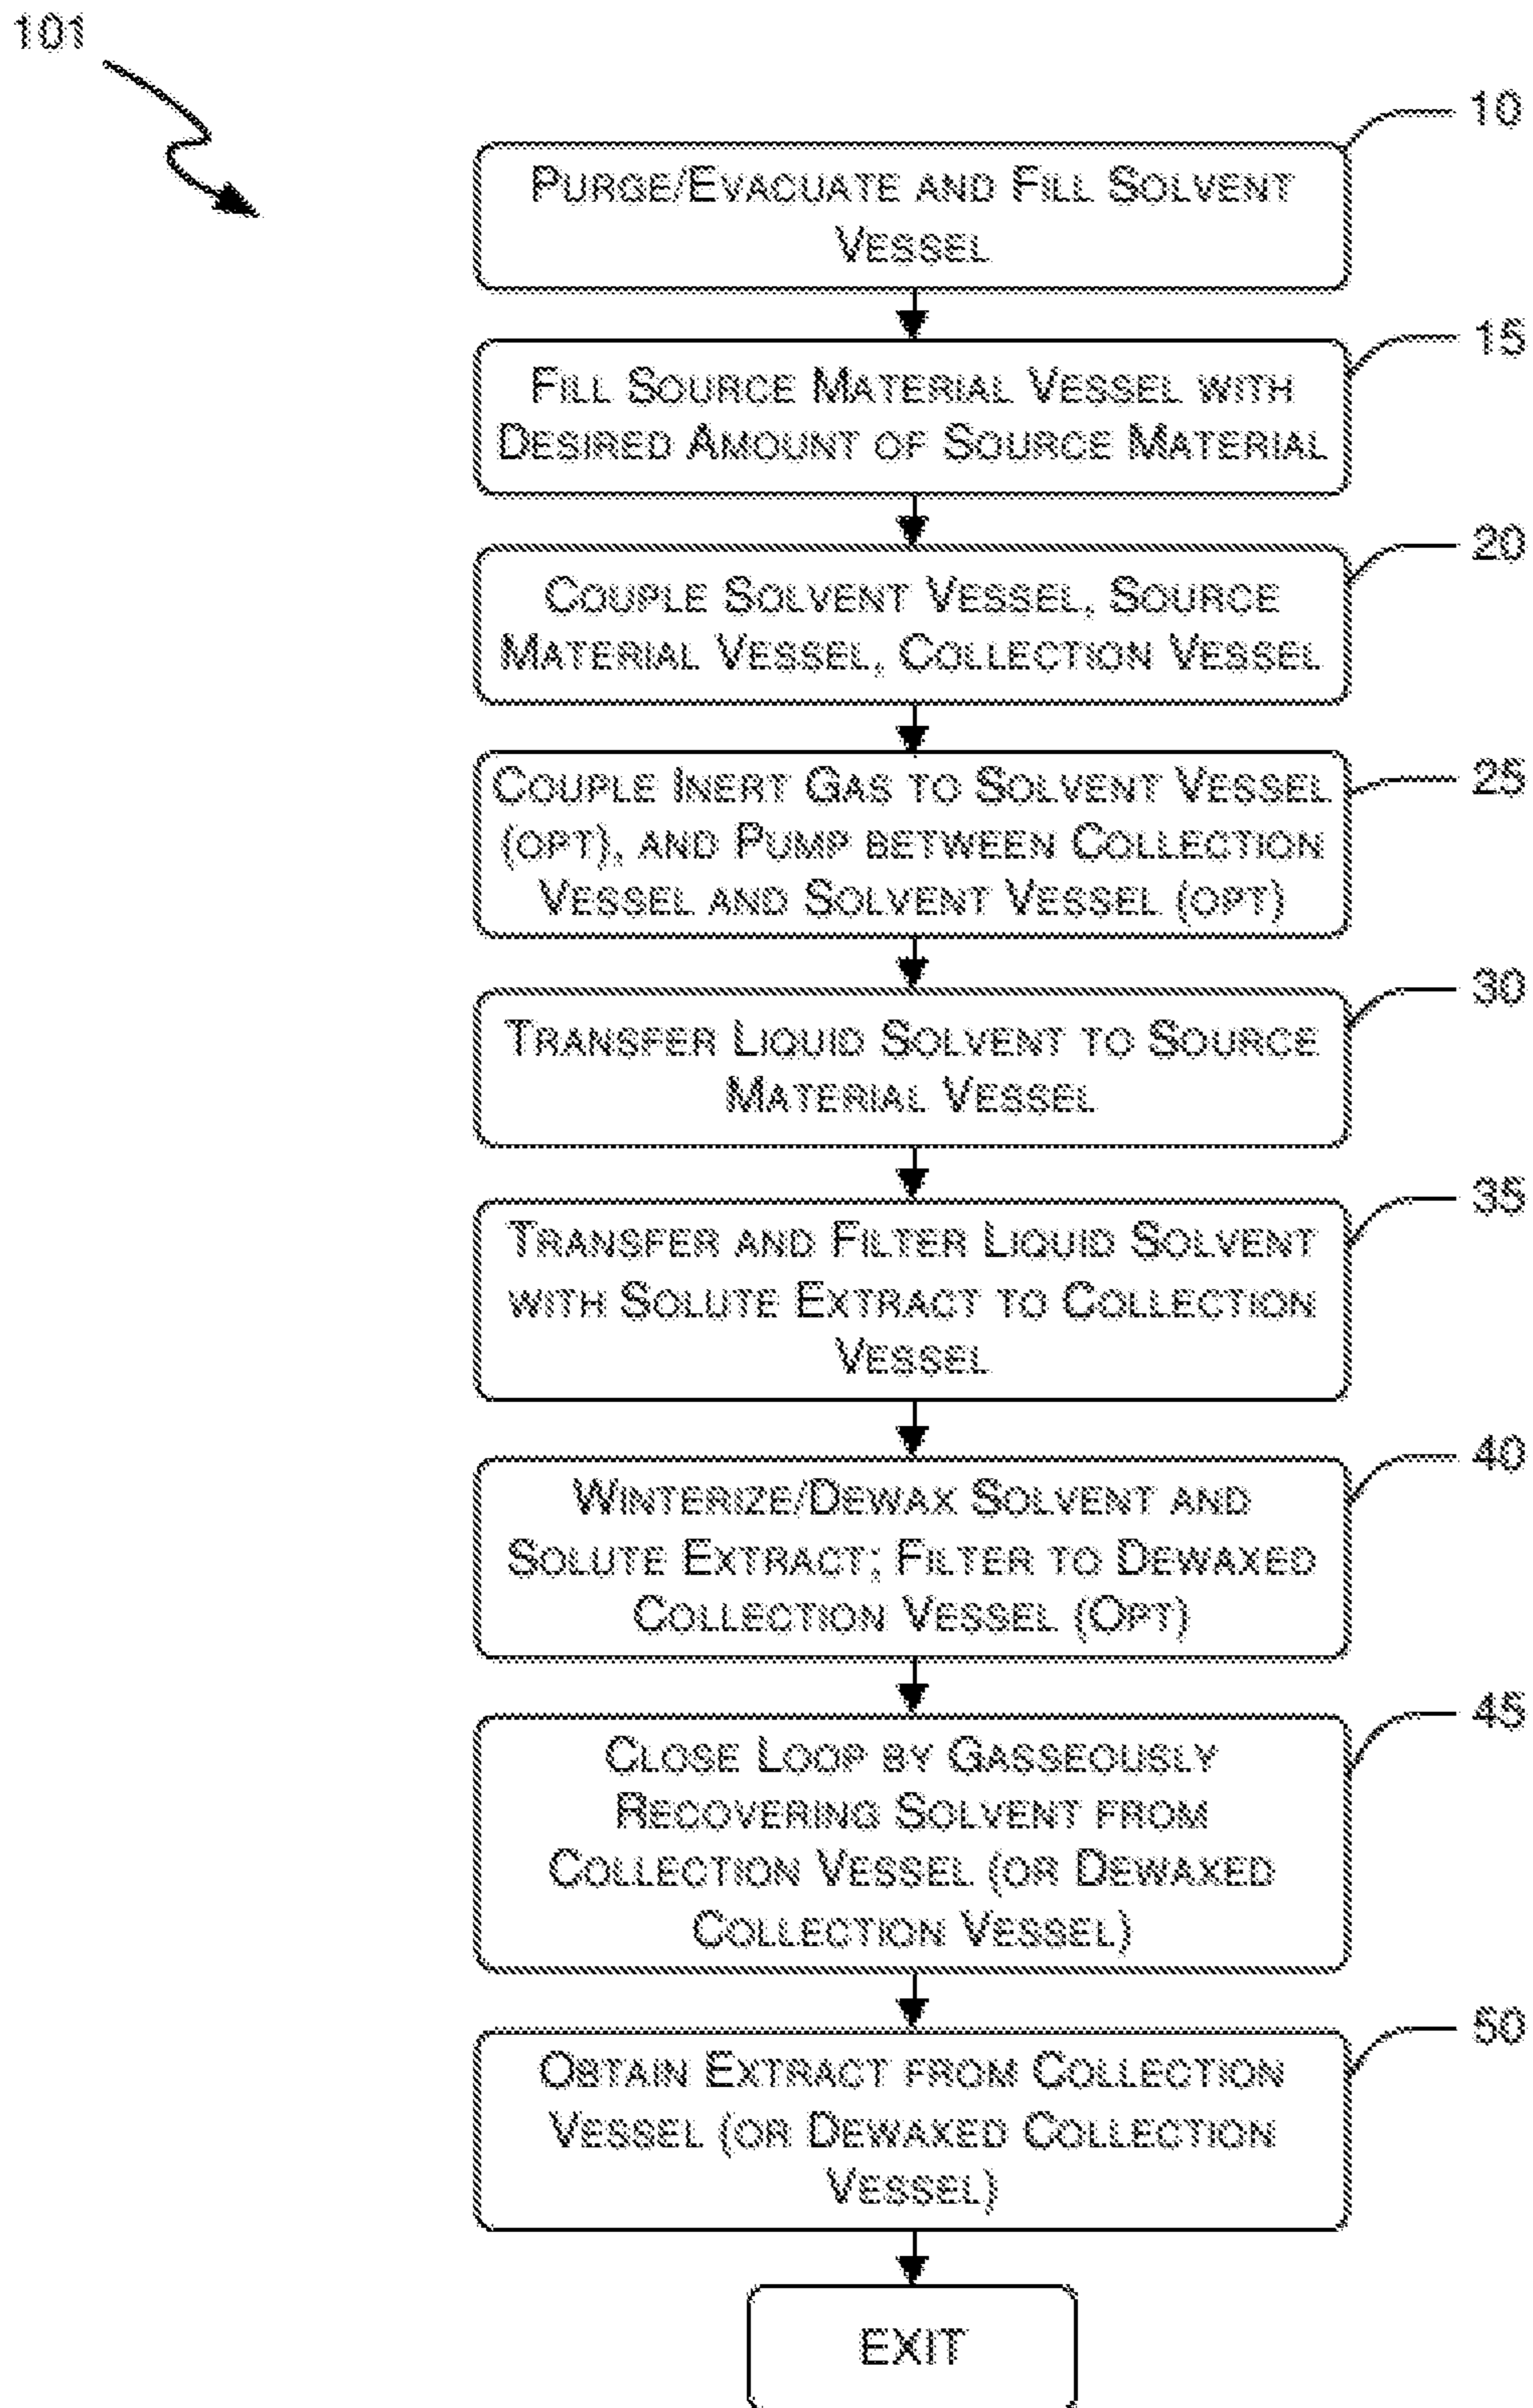 101
10
PURGE/EVACUATE AND FILL SOLVENT
VESSEL
15
FILL SOURCE MATERIAL VESSEL WITH
DESIRED AMOUNT OF SOURCE MATERIAL
20
COUPLE SOLVENT VESSEL, SOURCE
MATERIAL VESSEL, COLLECTION VESSEL
25
COUPLE INERT GAS TO SOLVENT VESSEL
(OPT), AND PUMP BETWEEN COLLECTION
VESSEL AND SOLVENT VESSEL (OPT)
30
TRANSFER LIQUID SOLVENT TO SOURCE
MATERIAL VESSEL
35
TRANSFER AND FILTER LIQUID SOLVENT
WITH SOLUTE EXTRACT TO COLLECTION
VESSEL
40
WINTERIZE/DEWAX SOLVENT AND
SOLUTE EXTRACT; FILTER TO DEWAXED
COLLECTION VESSEL (OPT)
45
CLOSE LOOP BY GASSEOUSLY
RECOVERING SOLVENT FROM
COLLECTION VESSEL (OR DEWAXED
COLLECTION VESSEL)
50
OBTAIN EXTRACT FROM COLLECTION
VESSEL (OR DEWAXED COLLECTION
VESSEL)
EXIT